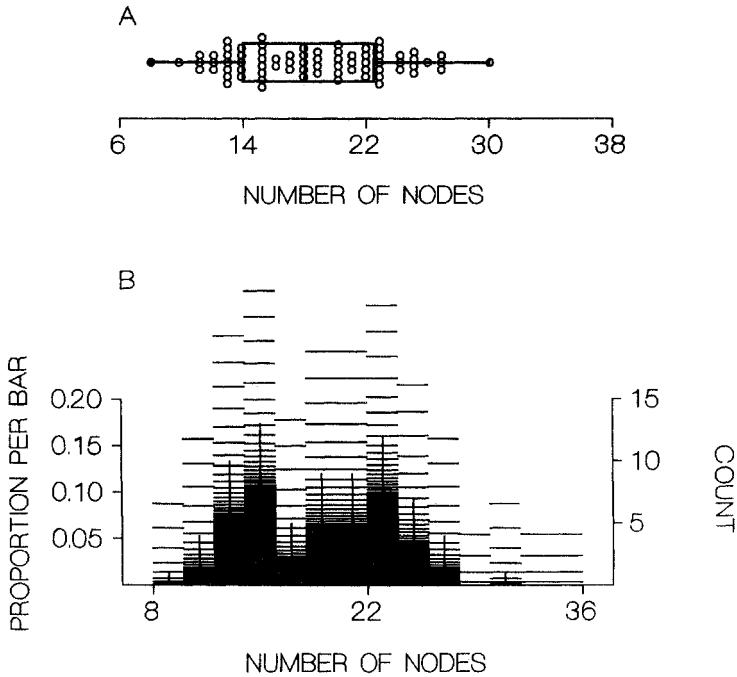 A
6 14 22 30 38
NUMBER OF NODES
B
PROPORTION PER BAR
0.20
0.15
0.10
0.05
15
10
5
COUNT
8 22 36
NUMBER OF NODES